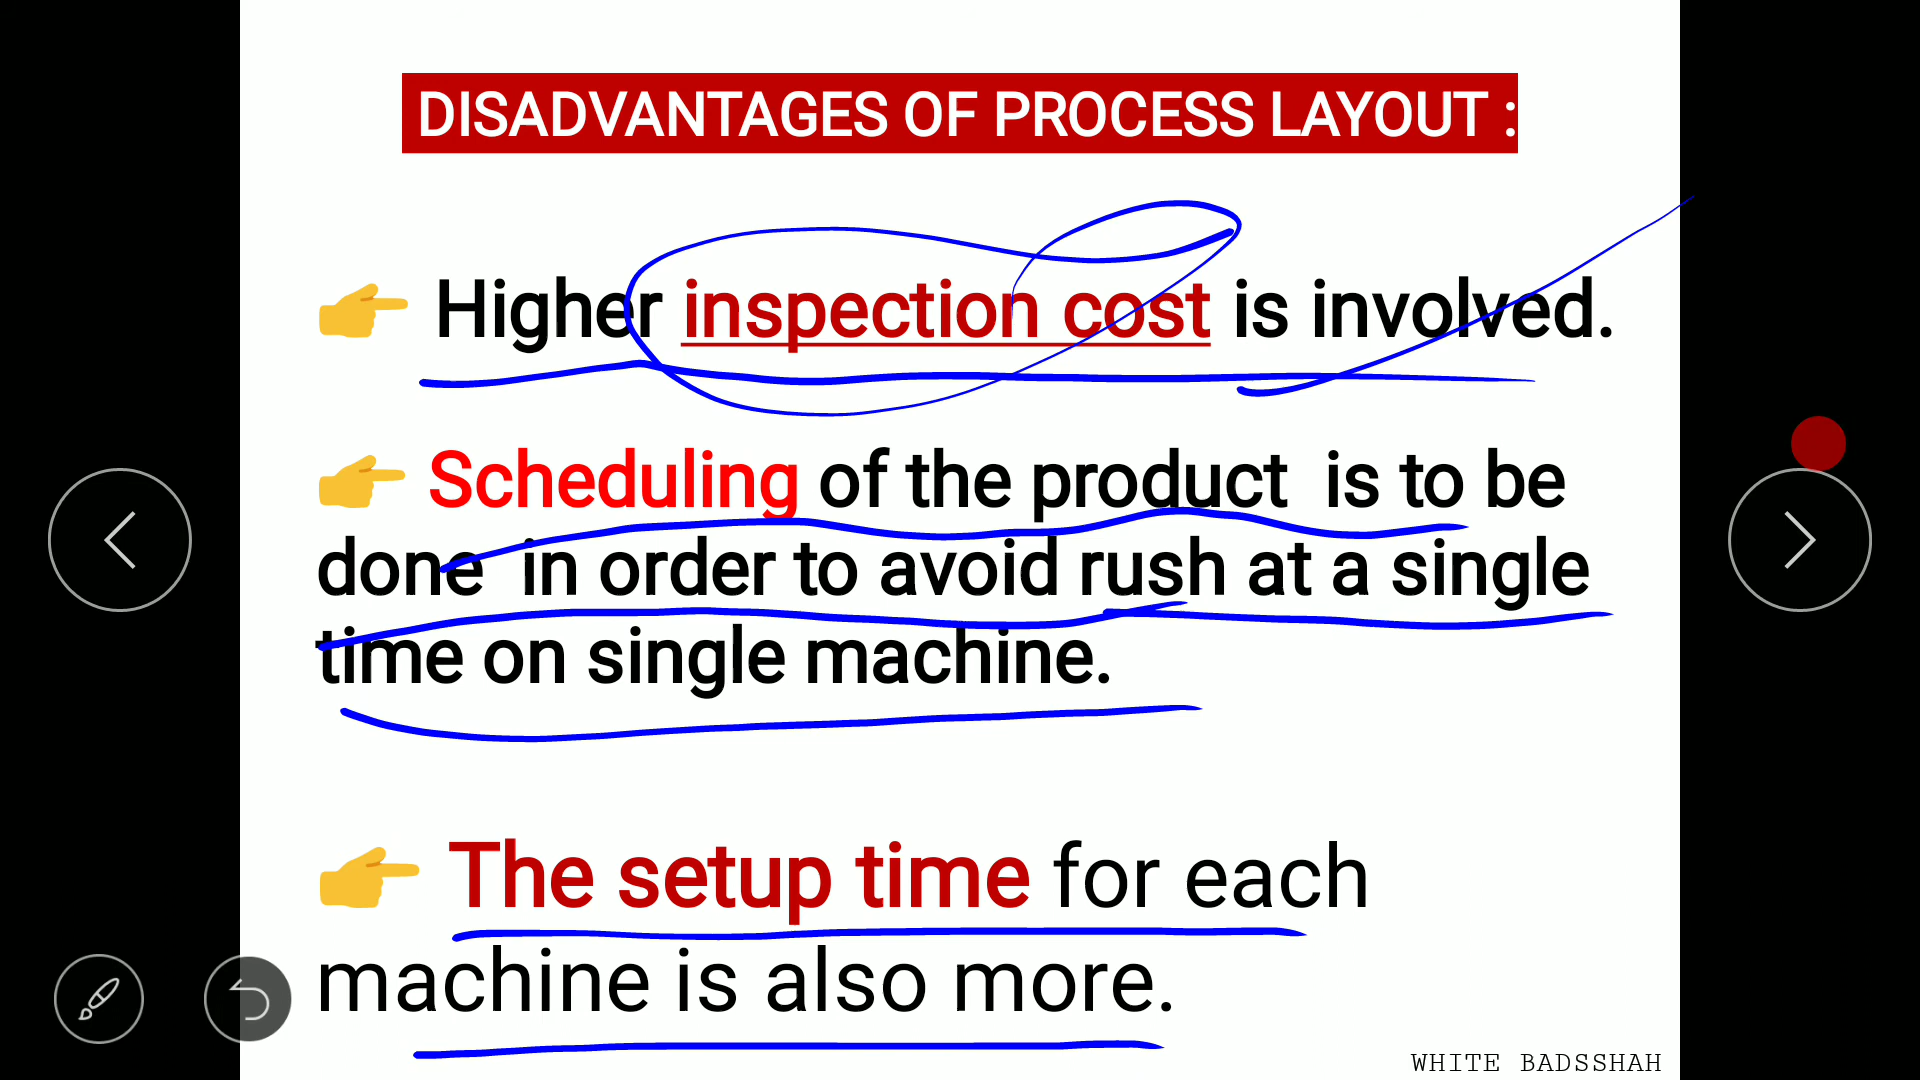 DISADVANTAGES OF PROCESS LAYOUT :
👉 Higher inspection cost is involved.
👉 Scheduling of the product is to be
done in order to avoid rush at a single
time on single machine.
👉 The setup time for each
machine is also more.
WHITE BADSSHAH